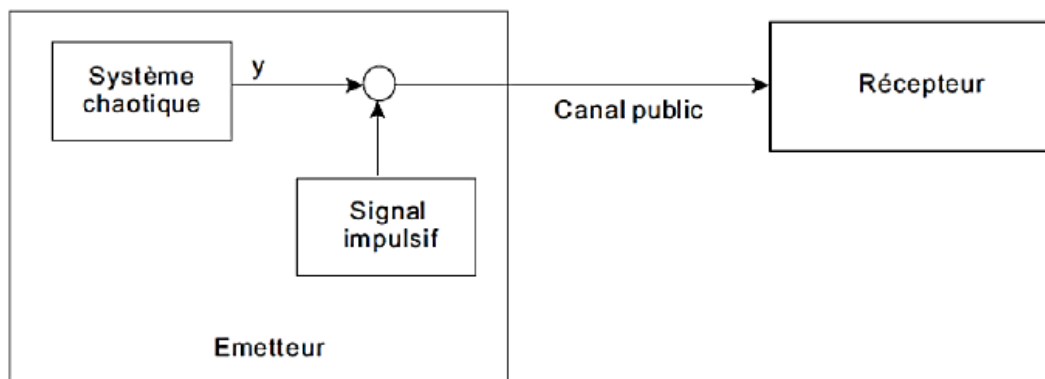 Système
chaotique
y
Canal public
Récepteur
Signal
impulsif
Emetteur